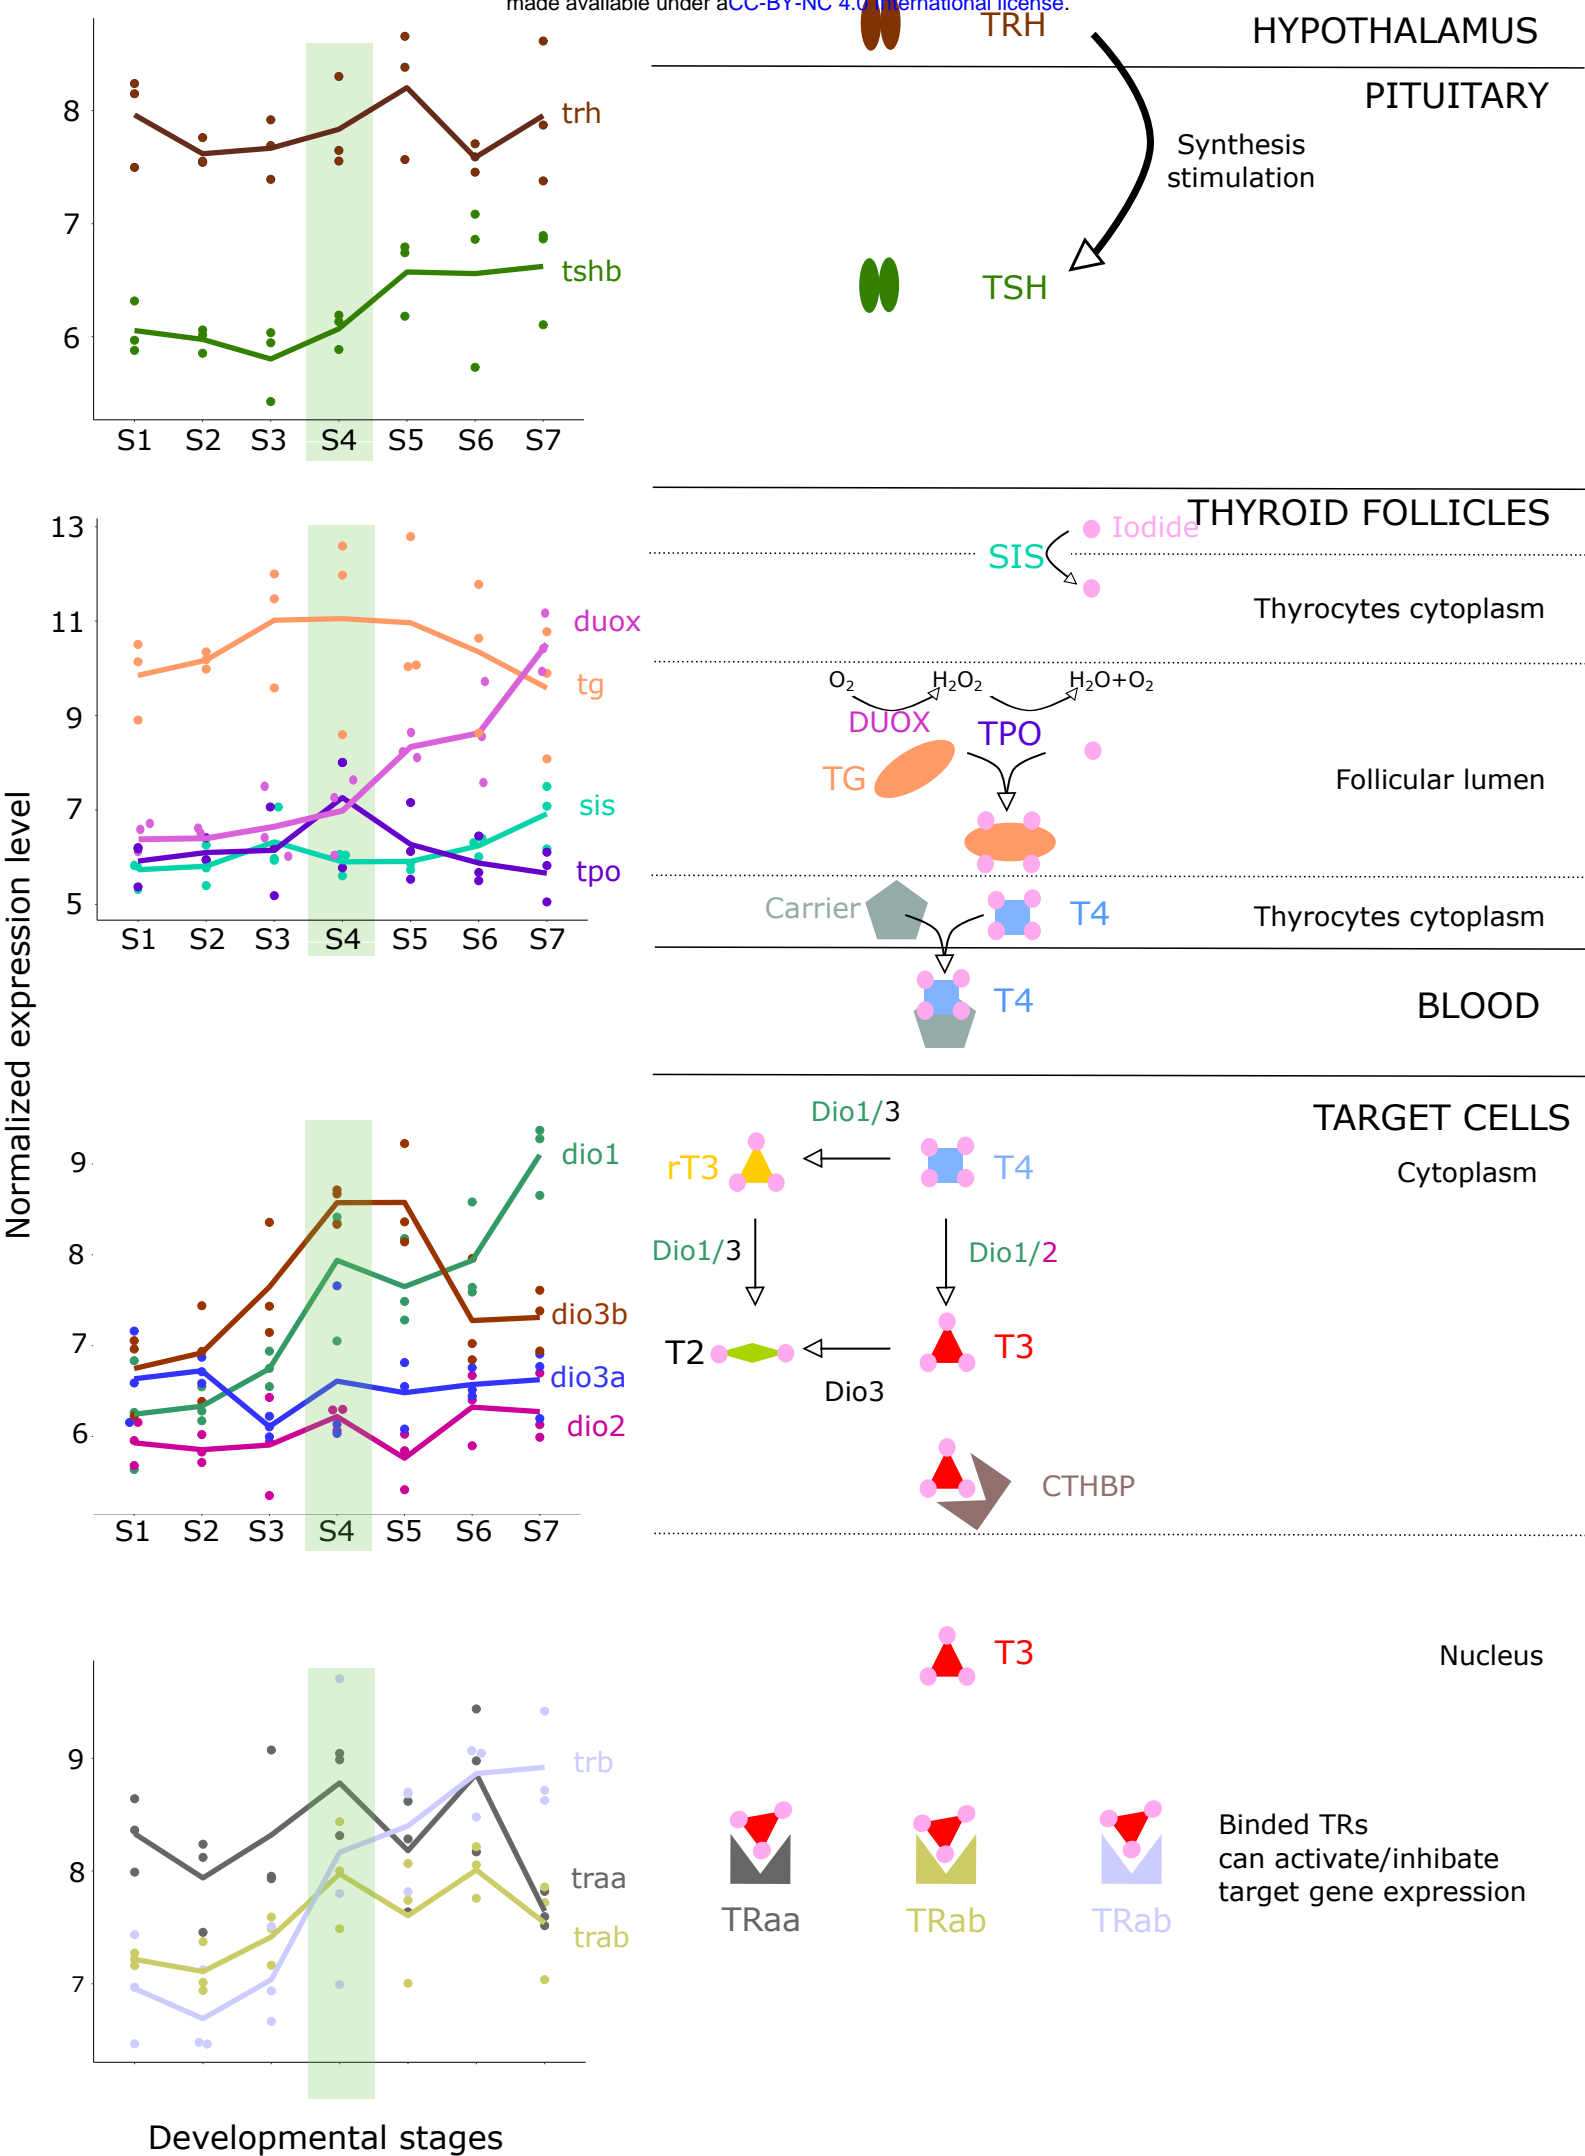 made available under aCC-BY-NC 4.0 International license.
TRH
HYPOTHALAMUS
PITUITARY
Synthesis
stimulation
TSH
8
7
6
trh
tshb
S1 S2 S3 S4 S5 S6 S7
THYROID FOLLICLES
Iodide
SIS
Thyrocytes cytoplasm
O2
H2O2
H2O+O2
DUOX
TPO
TG
Follicular lumen
Carrier
T4
Thyrocytes cytoplasm
T4
BLOOD
13
11
9
7
5
duox
tg
sis
tpo
S1 S2 S3 S4 S5 S6 S7
Normalized expression level
TARGET CELLS
Cytoplasm
Dio1/3
rT3
T4
Dio1/3
Dio1/2
T2
T3
Dio3
CTHBP
9
8
7
6
dio1
dio3b
dio3a
dio2
S1 S2 S3 S4 S5 S6 S7
T3
Nucleus
9
8
7
trb
traa
trab
Binded TRs
can activate/inhibate
target gene expression
TRaa
TRab
TRab
Developmental stages